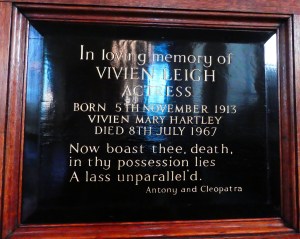 In loving memory of
VIVIEN LEIGH
ACTRESS
BORN 5TH NOVEMBER 1913
VIVIEN MARY HARTLEY
DIED 8TH JULY 1967
Now boast thee, death,
in thy possession lies
A lass unparallel'd.
Antony and Cleopatra